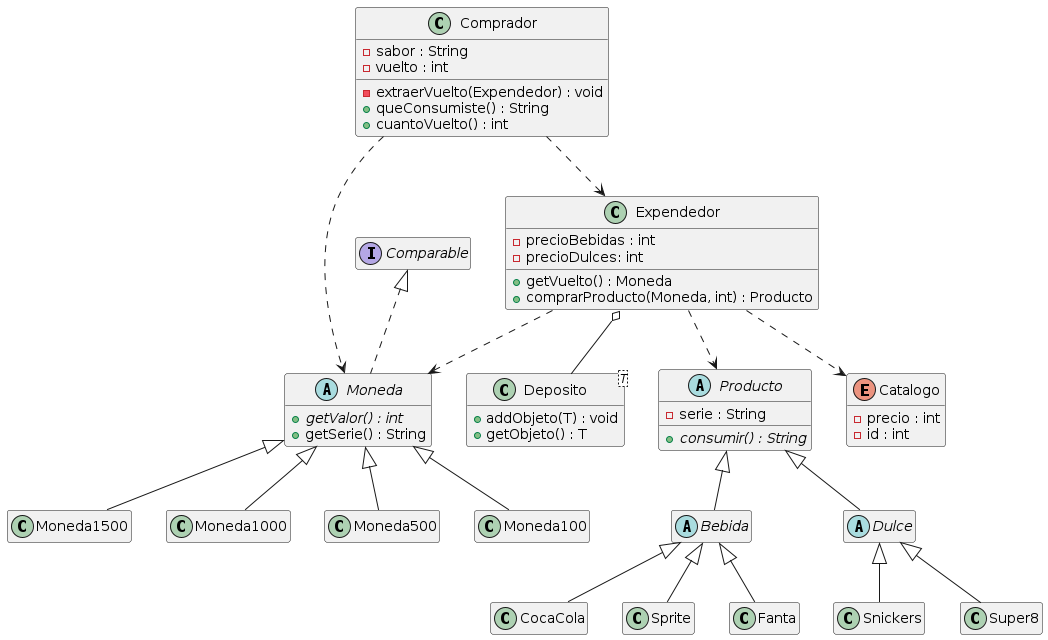 C Comprador
sabor : String
vuelto : int
extraerVuelto(Expendedor) : void
queConsumiste() : String
cuantoVuelto() : int
C Expendedor
precioBebidas : int
precioDulces: int
getVuelto() : Moneda
comprarProducto(Moneda, int) : Producto
I Comparable
A Moneda
getValor() : int
getSerie() : String
C Deposito T
addObjeto(T) : void
getObjeto() : T
A Producto
serie : String
consumir() : String
E Catalogo
precio : int
id : int
C Moneda1500
C Moneda1000
C Moneda500
C Moneda100
A Bebida
A Dulce
C CocaCola
C Sprite
C Fanta
C Snickers
C Super8